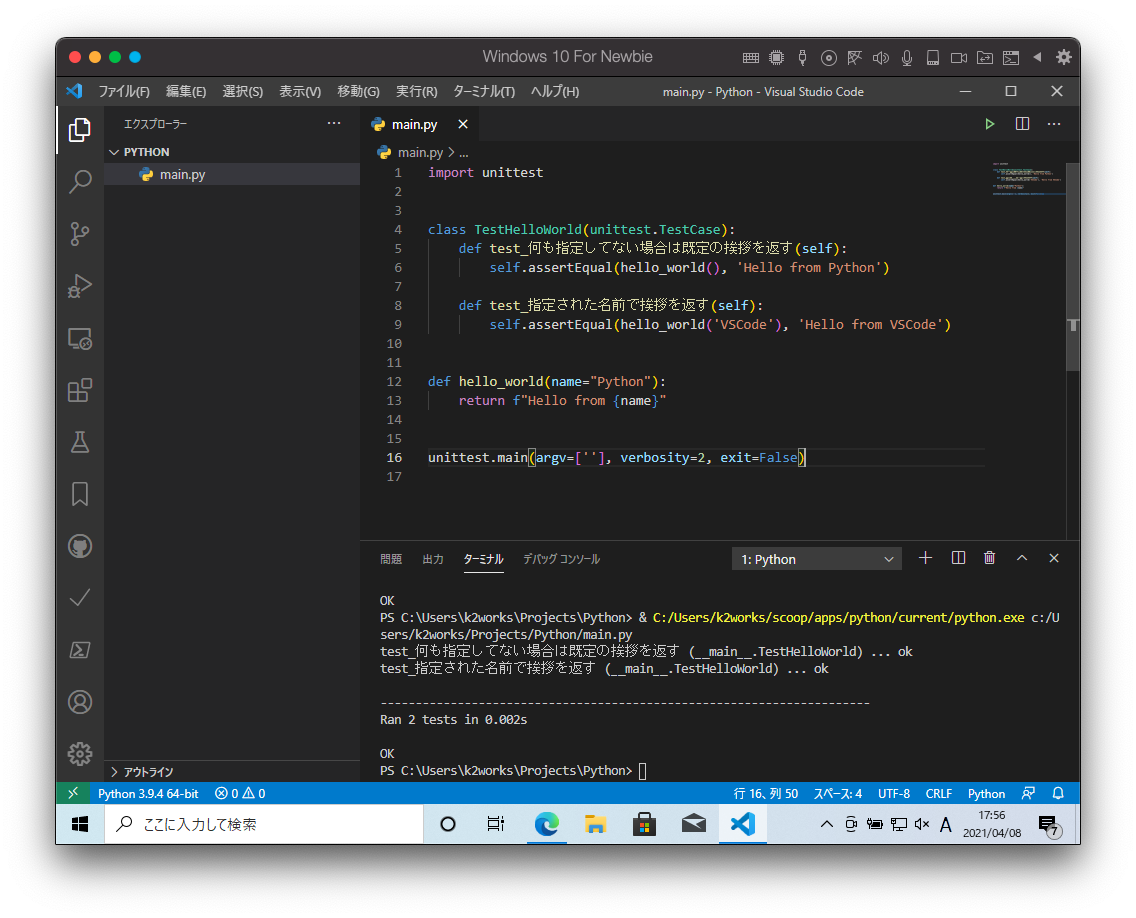 Windows 10 For Newbie
ファイル(F) 編集(E) 選択(S) 表示(V) 移動(G) 実行(R) ターミナル(T) ヘルプ(H) main.py - Python - Visual Studio Code
エクスプローラー
PYTHON
main.py
アウトライン
main.py
main.py > ...
1 import unittest
2
3
4 class TestHelloWorld(unittest.TestCase):
5     def test_何も指定してない場合は既定の挨拶を返す(self):
6         self.assertEqual(hello_world(), 'Hello from Python')
7
8     def test_指定された名前で挨拶を返す(self):
9         self.assertEqual(hello_world('VSCode'), 'Hello from VSCode')
10
11
12 def hello_world(name="Python"):
13     return f"Hello from {name}"
14
15
16 unittest.main(argv=[''], verbosity=2, exit=False)
17
問題 出力 ターミナル デバッグ コンソール 1: Python
OK
PS C:\Users\k2works\Projects\Python> & C:/Users/k2works/scoop/apps/python/current/python.exe c:/U
sers/k2works/Projects/Python/main.py
test_何も指定してない場合は既定の挨拶を返す (__main__.TestHelloWorld) ... ok
test_指定された名前で挨拶を返す (__main__.TestHelloWorld) ... ok
----------------------------------------------------------------------
Ran 2 tests in 0.002s
OK
PS C:\Users\k2works\Projects\Python>
Python 3.9.4 64-bit 0 0 行 16、列 50 スペース: 4 UTF-8 CRLF Python
ここに入力して検索
A
17:56
2021/04/08
7